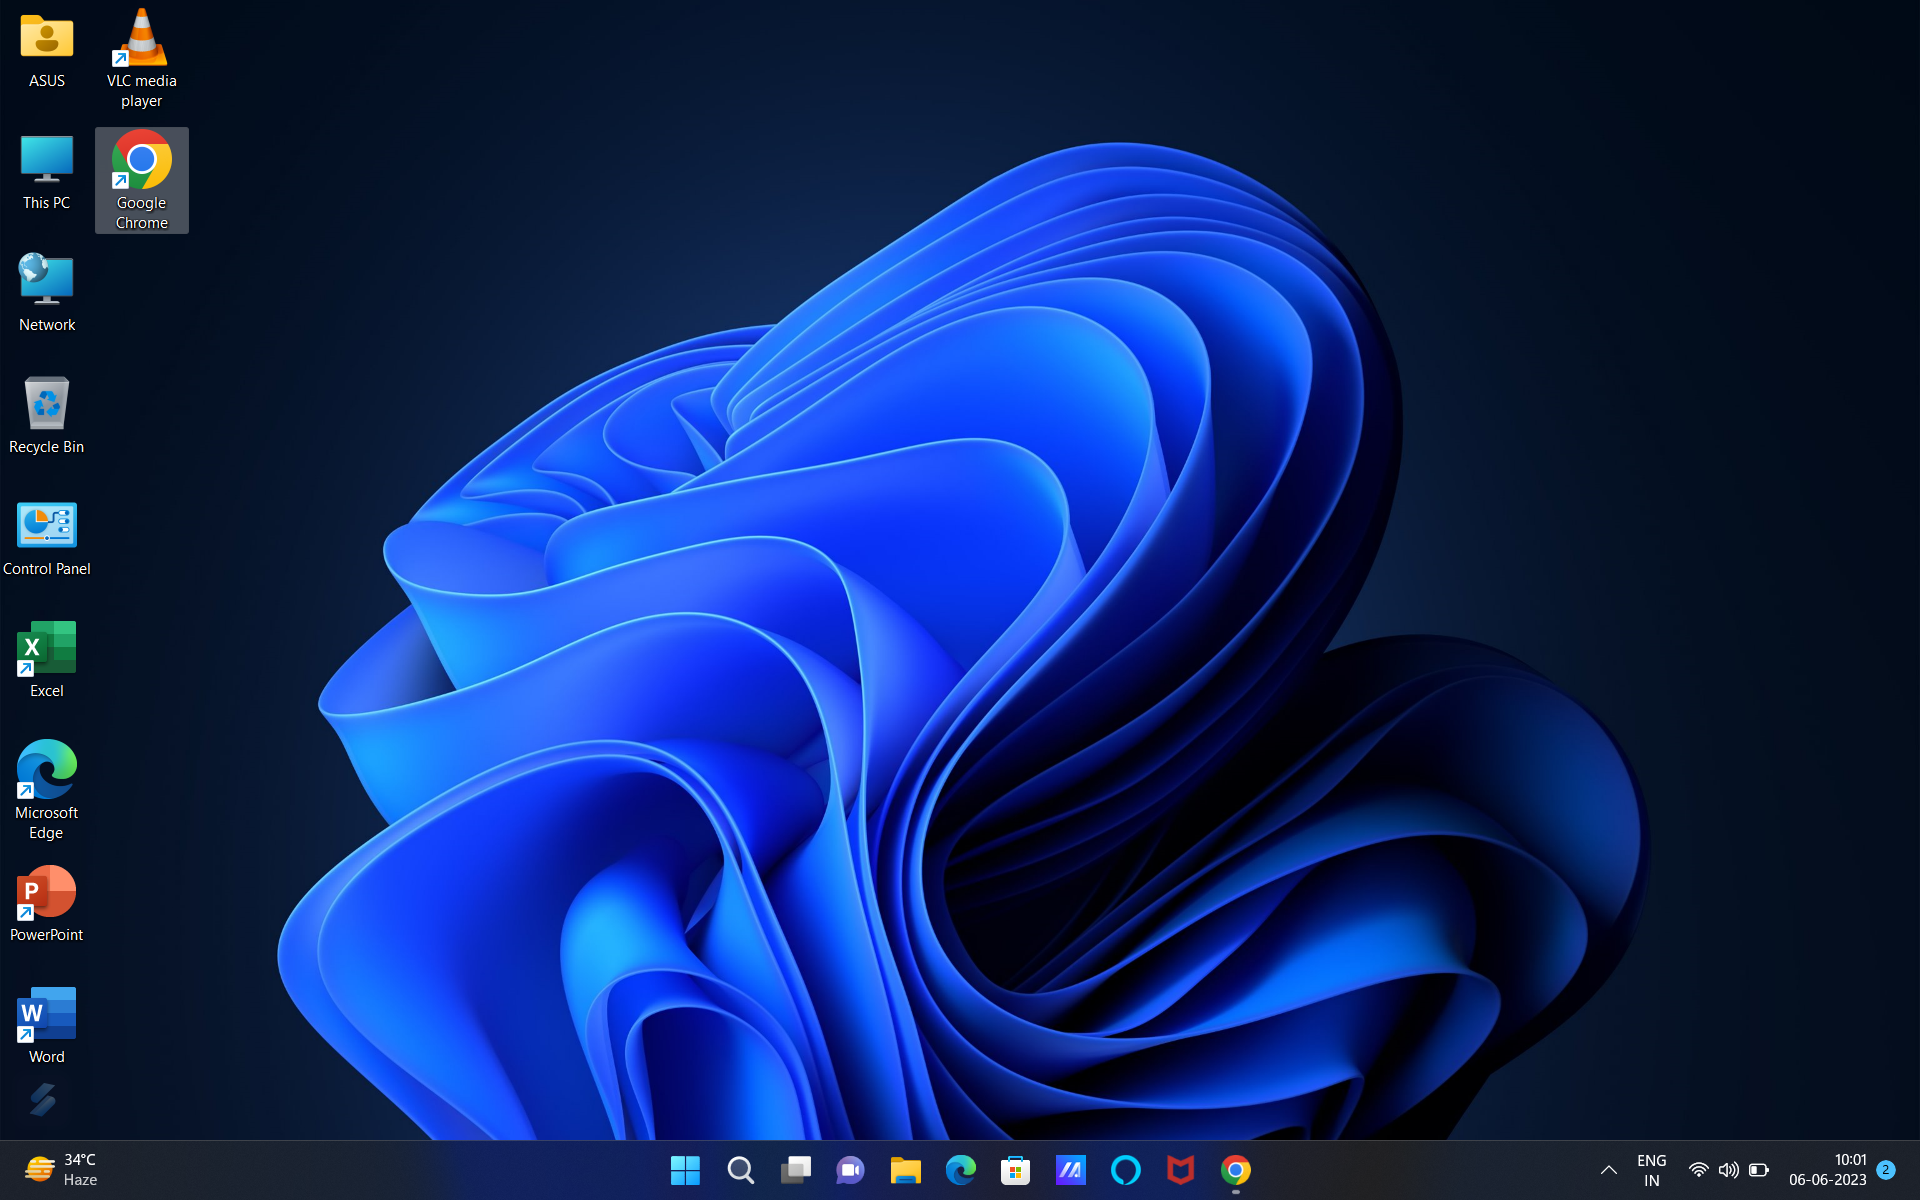 ASUS
VLC media
player
This PC
Google
Chrome
Network
Recycle Bin
Control Panel
X
Excel
Microsoft
Edge
P
PowerPoint
W
Word
34°C
Haze
ENG
IN
10:01
06-06-2023
2